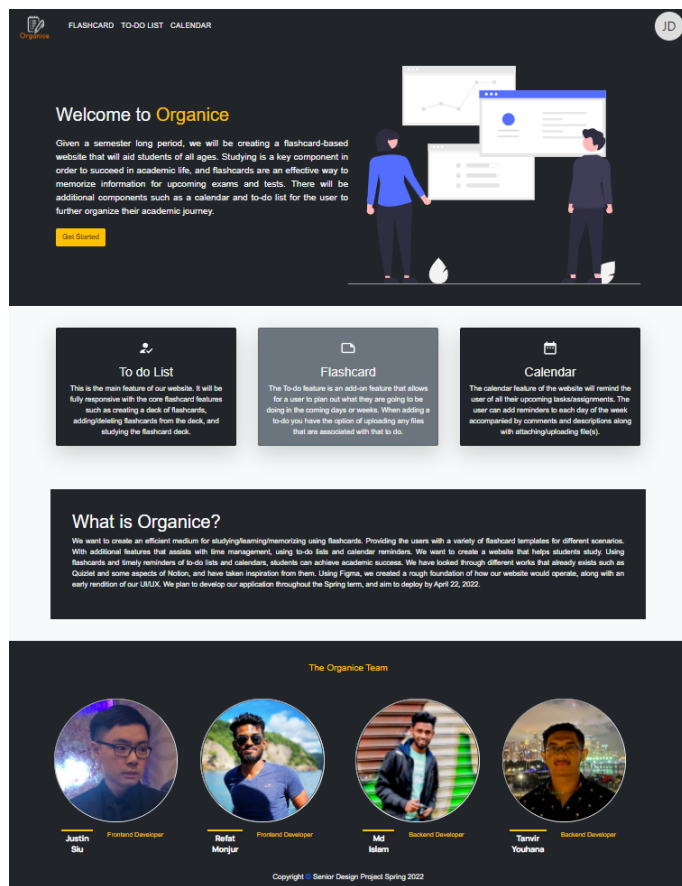 Organice
FLASHCARD TO-DO LIST CALENDAR
JD
Welcome to Organice
Given a semester long period, we will be creating a flashcard-based
website that will aid students of all ages. Studying is a key component in
order to succeed in academic life, and flashcards are an effective way to
memorize information for upcoming exams and tests. There will be
additional components such as a calendar and to-do list for the user to
further organize their academic journey.
Get Started
To do List
This is the main feature of our website. It will be
fully responsive with the core flashcard features
such as creating a deck of flashcards,
adding/deleting flashcards from the deck, and
studying the flashcard deck.
Flashcard
The To-do feature is an add-on feature that allows
for a user to plan out what they are going to be
doing in the coming days or weeks. When adding a
to-do you have the option of uploading any files
that are associated with that to do.
Calendar
The calendar feature of the website will remind the
user of all their upcoming tasks/assignments. The
user can add reminders to each day of the week
accompanied by comments and descriptions along
with attaching/uploading file(s).
What is Organice?
We want to create an efficient medium for studying/learning/memorizing using flashcards. Providing the users with a variety of flashcard templates for different scenarios.
With additional features that assists with time management, using to-do lists and calendar reminders. We want to create a website that helps students study. Using
flashcards and timely reminders of to-do lists and calendars, students can achieve academic success. We have looked through different works that already exists such as
Quizlet and some aspects of Notion, and have taken inspiration from them. Using Figma, we created a rough foundation of how our website would operate, along with an
early rendition of our UI/UX. We plan to develop our application throughout the Spring term, and aim to deploy by April 22, 2022.
The Organice Team
Justin
Siu
Frontend Developer
Refat
Monjur
Frontend Developer
Md
Islam
Backend Developer
Tanvir
Youhana
Backend Developer
Copyright © Senior Design Project Spring 2022